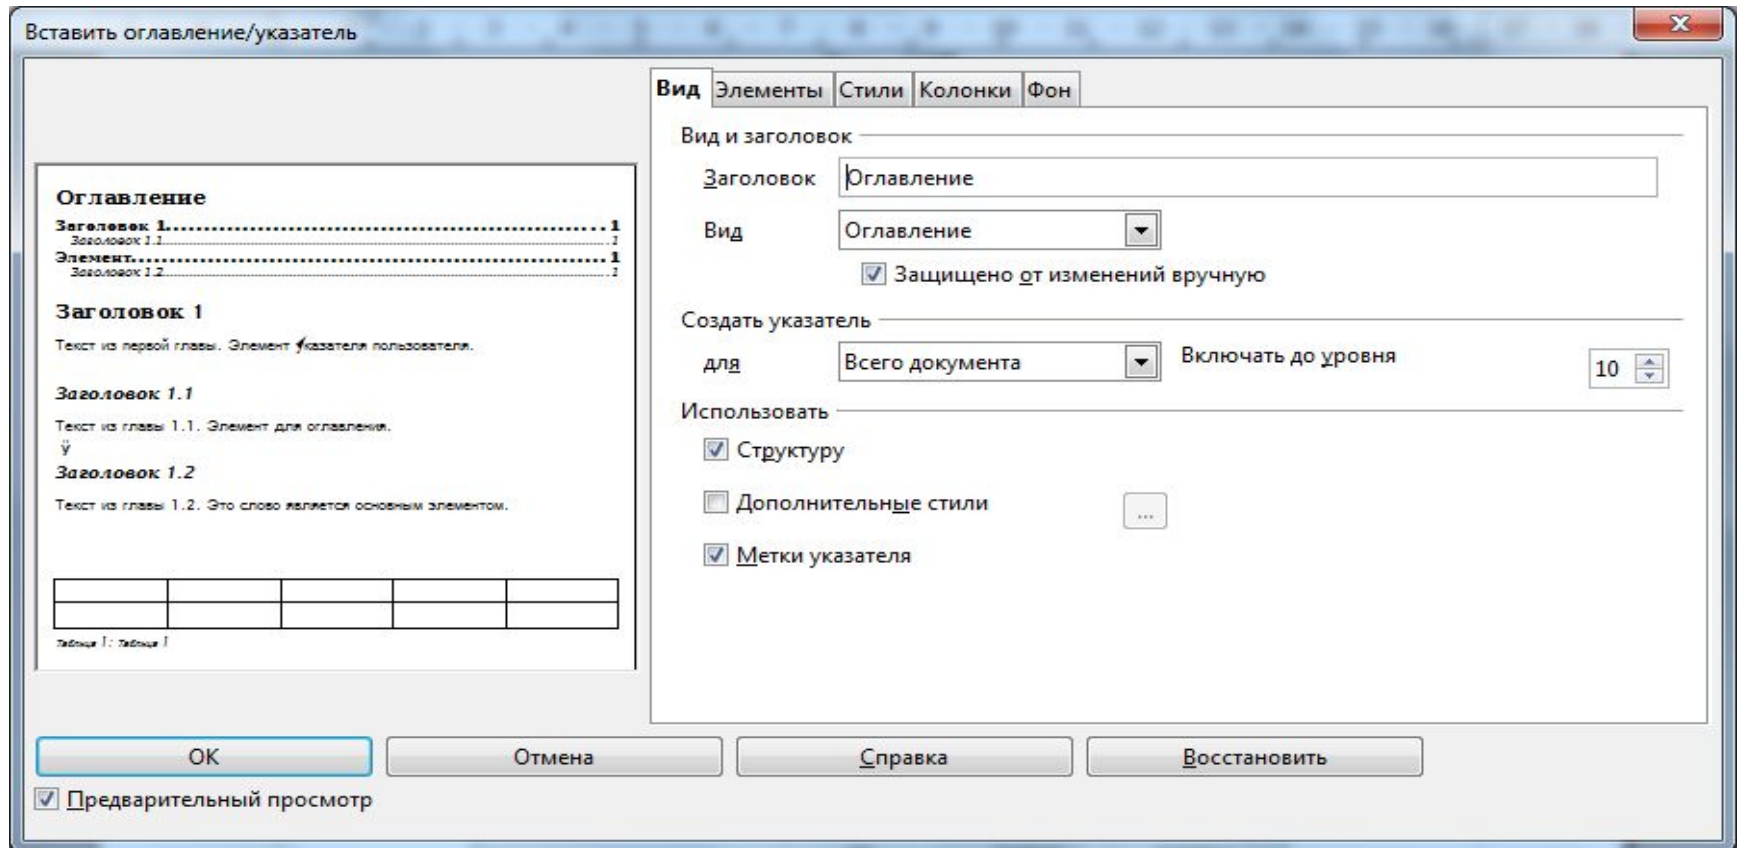 Вставить оглавление/указатель
Оглавление
Заголовок 1 1
Заголовок 1.1 1
Элемент 1
Заголовок 1.2 1
Заголовок 1
Текст из первой главы. Элемент указателя пользователя.
Заголовок 1.1
Текст из главы 1.1. Элемент для оглавления.
ÿ
Заголовок 1.2
Текст из главы 1.2. Это слово является основным элементом.
Таблица 1: Таблица 1
Вид Элементы Стили Колонки Фон
Вид и заголовок
Заголовок Оглавление
Вид Оглавление
Защищено от изменений вручную
Создать указатель
для Всего документа Включать до уровня 10
Использовать
Структуру
Дополнительные стили ...
Метки указателя
OK Отмена Справка Восстановить
Предварительный просмотр